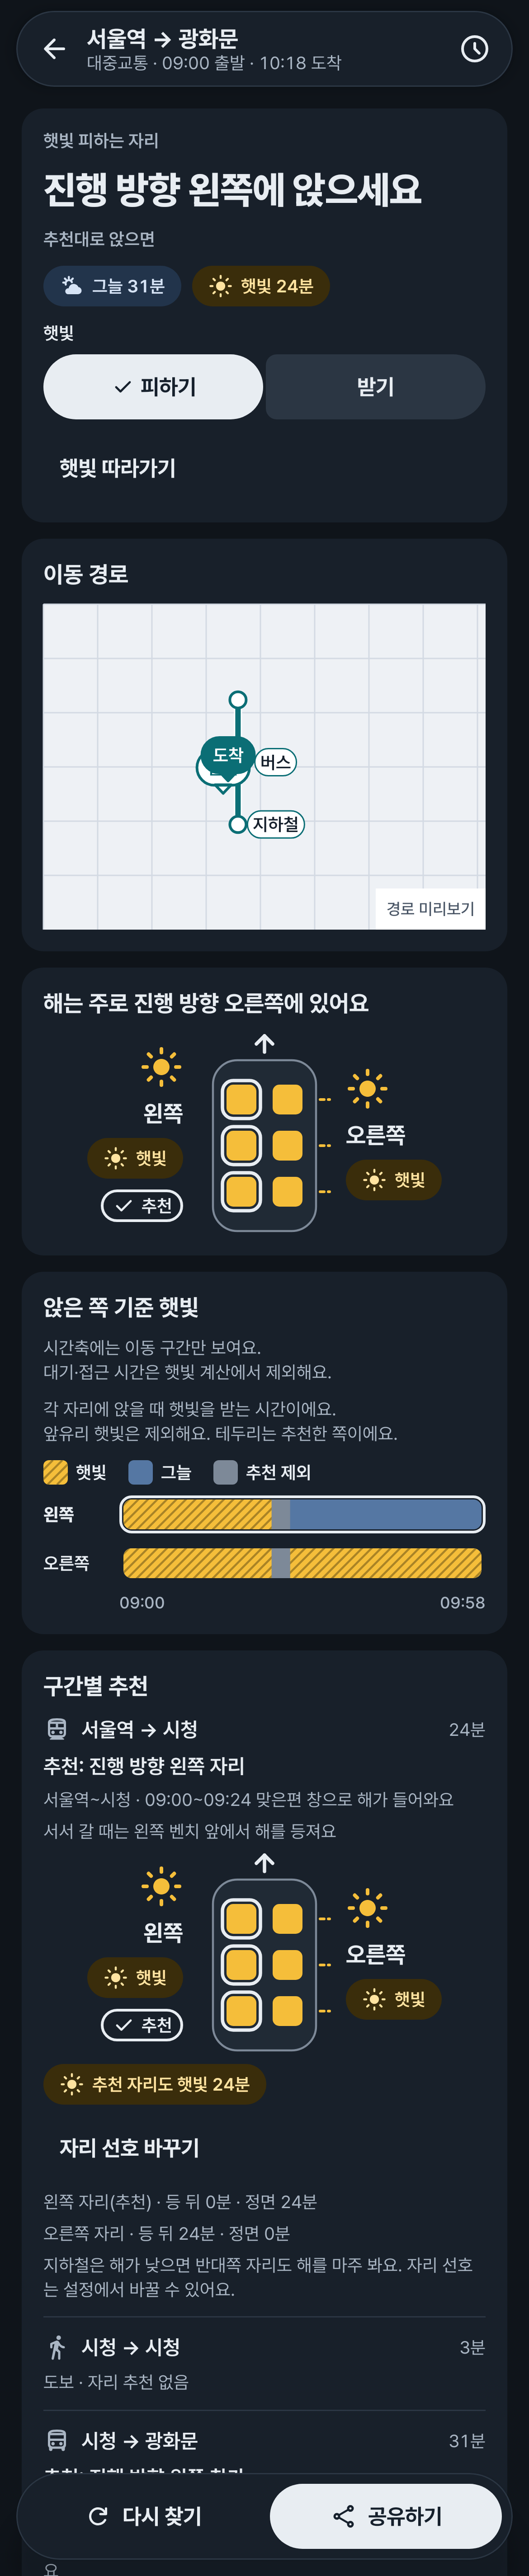 서울역 → 광화문
대중교통 · 09:00 출발 · 10:18 도착
햇빛 피하는 자리
진행 방향 왼쪽에 앉으세요
추천대로 앉으면
그늘 31분
햇빛 24분
햇빛
피하기
받기
햇빛 따라가기
이동 경로
도착
버스
지하철
경로 미리보기
해는 주로 진행 방향 오른쪽에 있어요
왼쪽
햇빛
추천
오른쪽
햇빛
앉은 쪽 기준 햇빛
시간축에는 이동 구간만 보여요.
대기·접근 시간은 햇빛 계산에서 제외해요.
각 자리에 앉을 때 햇빛을 받는 시간이에요.
앞유리 햇빛은 제외해요. 테두리는 추천한 쪽이에요.
햇빛 그늘 추천 제외
왼쪽
오른쪽
09:00 09:58
구간별 추천
서울역 → 시청 24분
추천: 진행 방향 왼쪽 자리
서울역~시청 · 09:00~09:24 맞은편 창으로 해가 들어와요
서서 갈 때는 왼쪽 벤치 앞에서 해를 등져요
왼쪽
햇빛
추천
오른쪽
햇빛
추천 자리도 햇빛 24분
자리 선호 바꾸기
왼쪽 자리(추천) · 등 뒤 0분 · 정면 24분
오른쪽 자리 · 등 뒤 24분 · 정면 0분
지하철은 해가 낮으면 반대쪽 자리도 해를 마주 봐요. 자리 선호
는 설정에서 바꿀 수 있어요.
시청 → 시청 3분
도보 · 자리 추천 없음
시청 → 광화문 31분
다시 찾기
공유하기
요